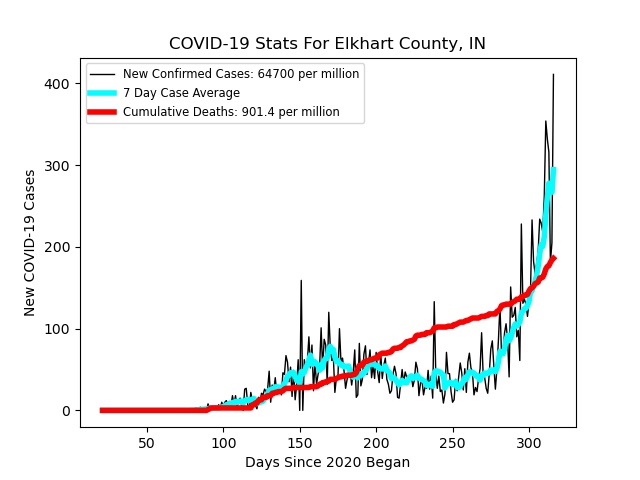 COVID-19 Stats For Elkhart County, IN
New Confirmed Cases: 64700 per million
7 Day Case Average
Cumulative Deaths: 901.4 per million
New COVID-19 Cases
400
300
200
100
0
50 100 150 200 250 300
Days Since 2020 Began